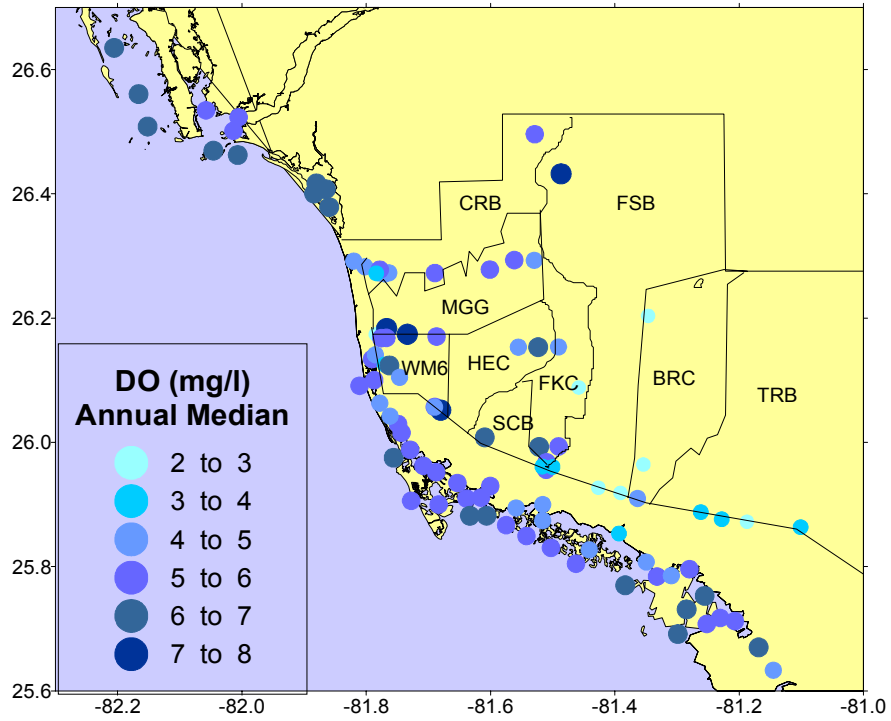 26.6
26.4
CRB
FSB
MGG
26.2
DO (mg/l)
Annual Median
WM6
HEC
FKC
BRC
TRB
SCB
2 to 3
26.0
3 to 4
4 to 5
25.8
5 to 6
6 to 7
7 to 8
25.6
-82.2 -82.0 -81.8 -81.6 -81.4 -81.2 -81.0